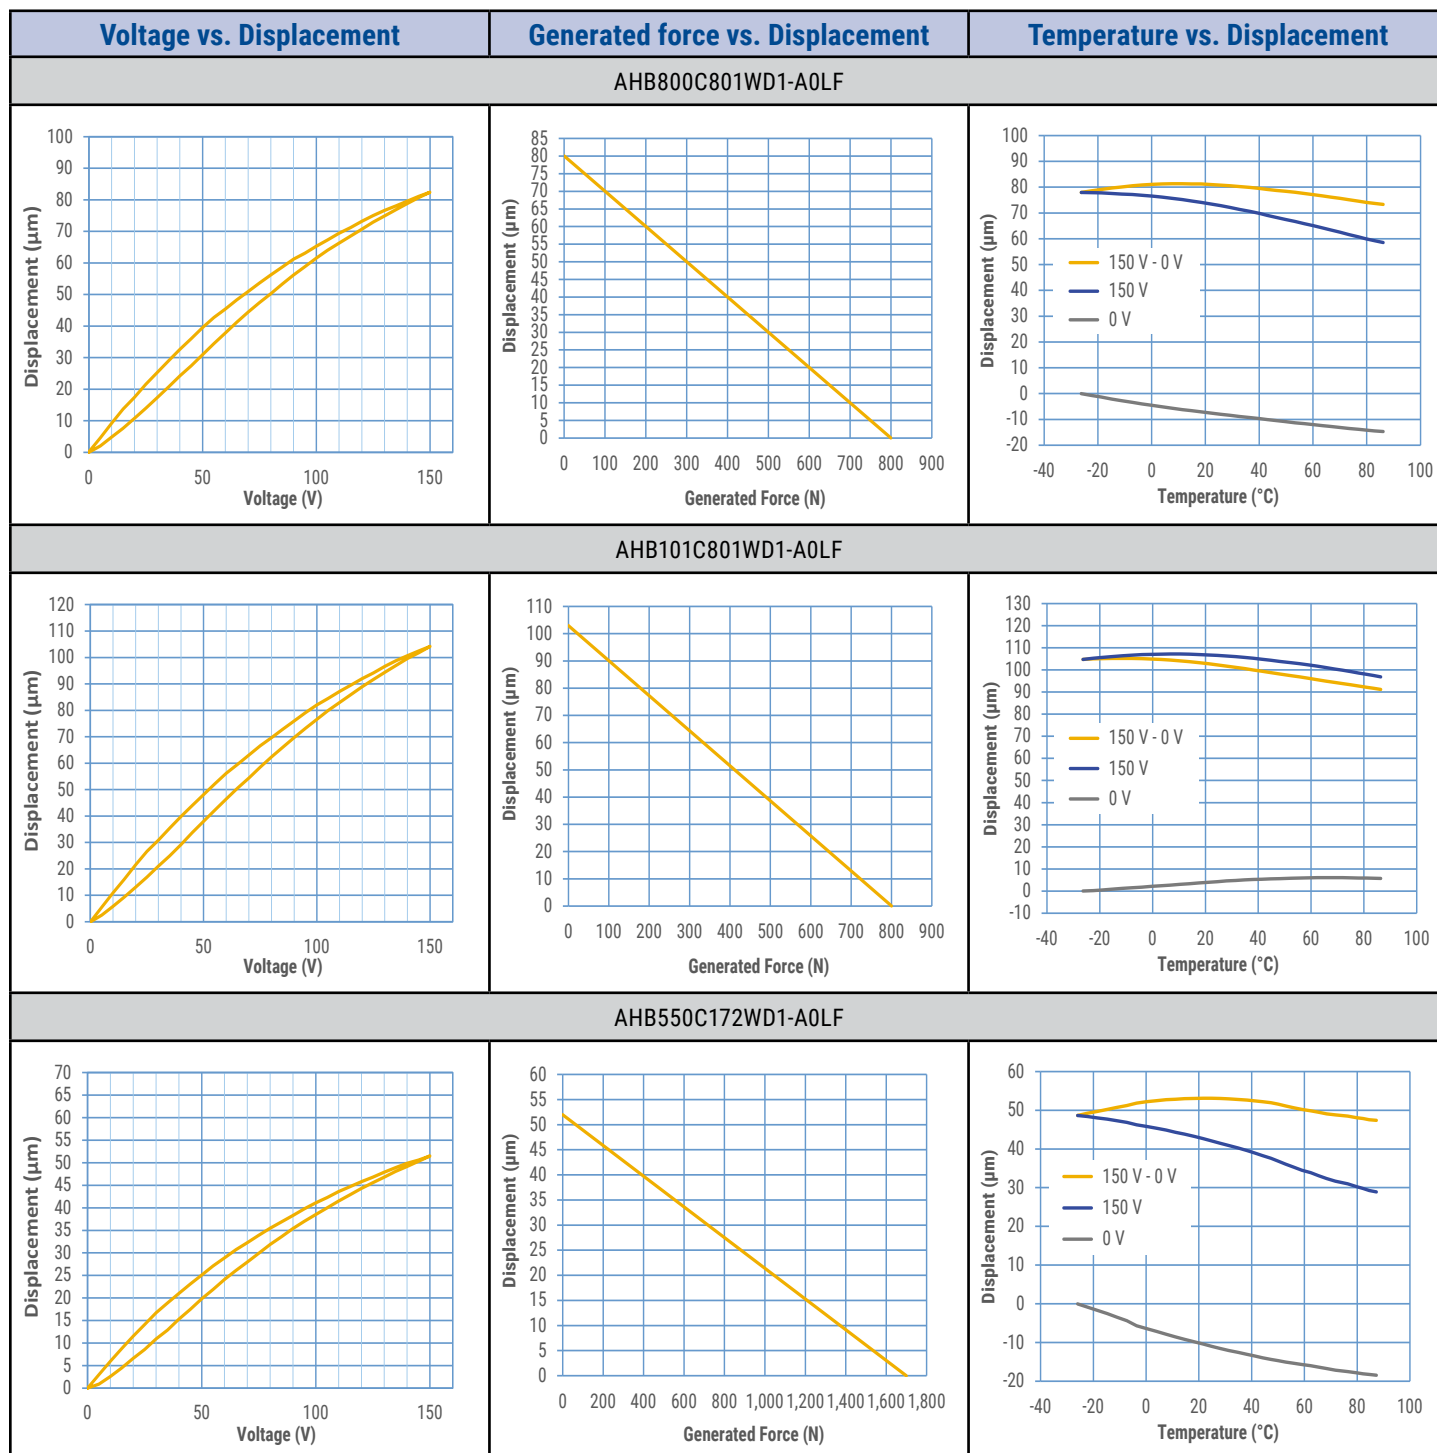 Voltage vs. Displacement
Generated force vs. Displacement
Temperature vs. Displacement
AHB800C801WD1-A0LF
Displacement (µm)
100
90
80
70
60
50
40
30
20
10
0
0 50 100 150
Voltage (V)
Displacement (µm)
85
80
75
70
65
60
55
50
45
40
35
30
25
20
15
10
5
0
0 100 200 300 400 500 600 700 800 900
Generated Force (N)
Displacement (µm)
100
90
80
70
60
50
40
30
20
10
0
-10
-20
150 V - 0 V
150 V
0 V
-40 -20 0 20 40 60 80 100
Temperature (°C)
AHB101C801WD1-A0LF
Displacement (µm)
120
110
100
90
80
70
60
50
40
30
20
10
0
0 50 100 150
Voltage (V)
Displacement (µm)
110
100
90
80
70
60
50
40
30
20
10
0
0 100 200 300 400 500 600 700 800 900
Generated Force (N)
Displacement (µm)
130
120
110
100
90
80
70
60
50
40
30
20
10
0
-10
150 V - 0 V
150 V
0 V
-40 -20 0 20 40 60 80 100
Temperature (°C)
AHB550C172WD1-A0LF
Displacement (µm)
70
65
60
55
50
45
40
35
30
25
20
15
10
5
0
0 50 100 150
Voltage (V)
Displacement (µm)
60
55
50
45
40
35
30
25
20
15
10
5
0
0 200 400 600 800 1,000 1,200 1,400 1,600 1,800
Generated Force (N)
Displacement (µm)
60
50
40
30
20
10
0
-10
-20
150 V - 0 V
150 V
0 V
-40 -20 0 20 40 60 80 100
Temperature (°C)